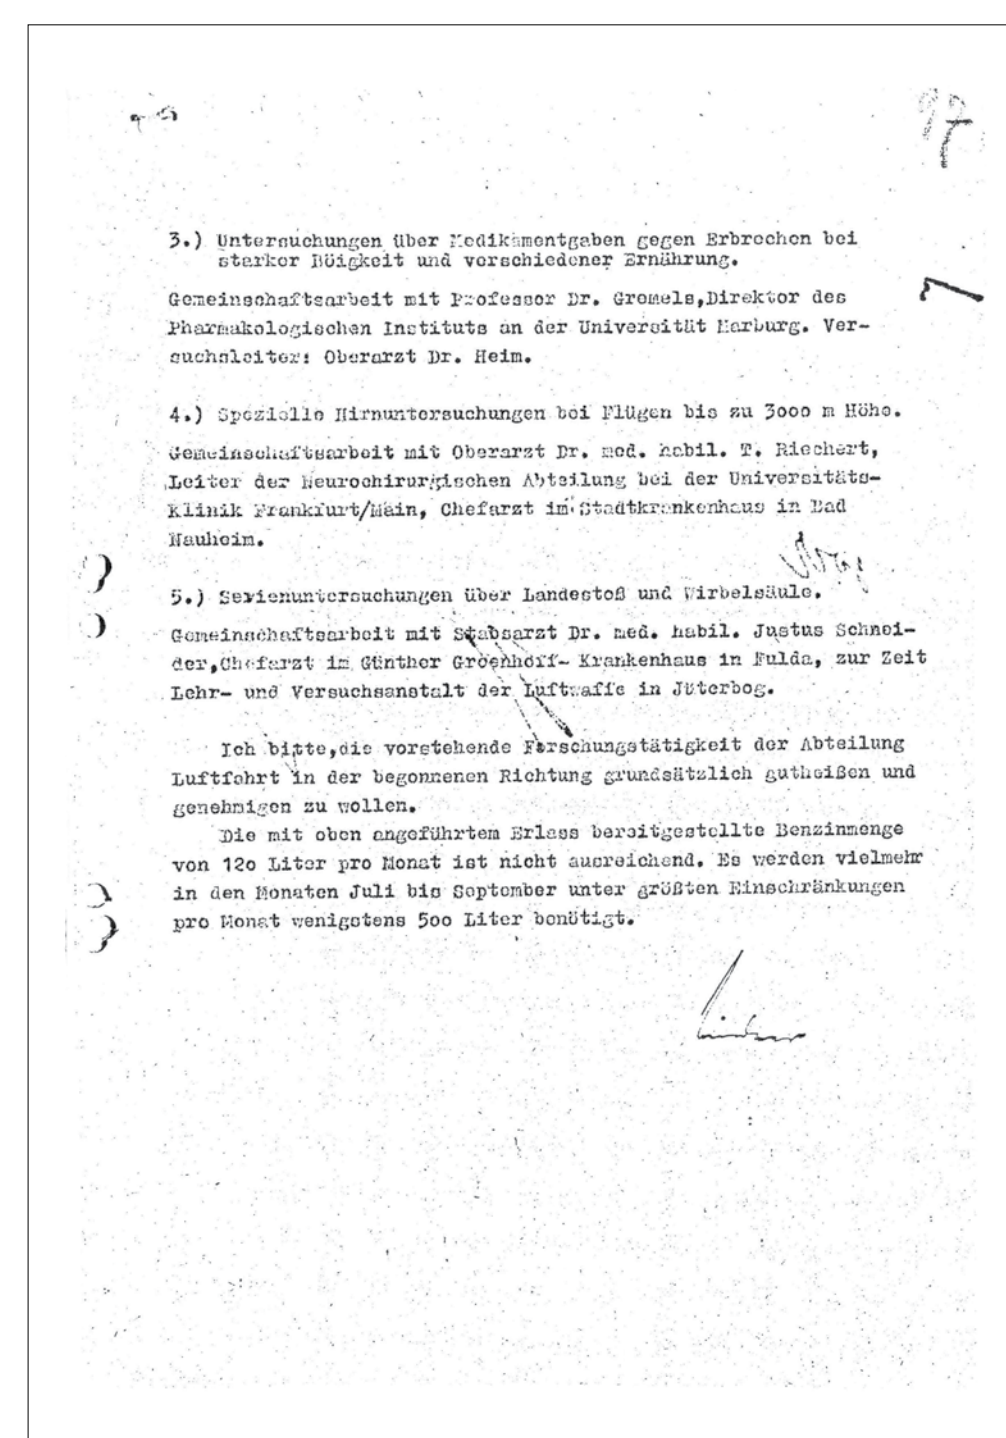 97
3.) Untersuchungen über Medikamentgaben gegen Erbrechen bei
starker Böigkeit und verschiedener Ernährung.
Gemeinschaftsarbeit mit Professor Dr. Gremels,Direktor des
Pharmakologischen Instituts an der Universität Marburg. Ver-
suchsleiter: Oberarzt Dr. Heim.
4.) Spezielle Hirnuntersuchungen bei Flügen bis zu 3000 m Höhe.
Gemeinschaftsarbeit mit Oberarzt Dr. med. habil. T. Riechert,
Leiter der Neurochirurgischen Abteilung bei der Universitäts-
Klinik Frankfurt/Main, Chefarzt im Stadtkrankenhaus in Bad
Nauheim.
5.) Serienuntersuchungen über Landestoß und Wirbelsäule.
Gemeinschaftsarbeit mit Stabsarzt Dr. med. habil. Justus Schnei-
der,Chefarzt im Günther Groenhoff- Krankenhaus in Fulda, zur Zeit
Lehr- und Versuchsanstalt der Luftwaffe in Jüterbog.
Ich bitte,die vorstehende Forschungstätigkeit der Abteilung
Luftfahrt in der begonnenen Richtung grundsätzlich gutheißen und
genehmigen zu wollen.
Die mit oben angeführtem Erlass bereitgestellte Benzinmenge
von 120 Liter pro Monat ist nicht ausreichend. Es werden vielmehr
in den Monaten Juli bis September unter größten Einschränkungen
pro Monat wenigstens 500 Liter benötigt.